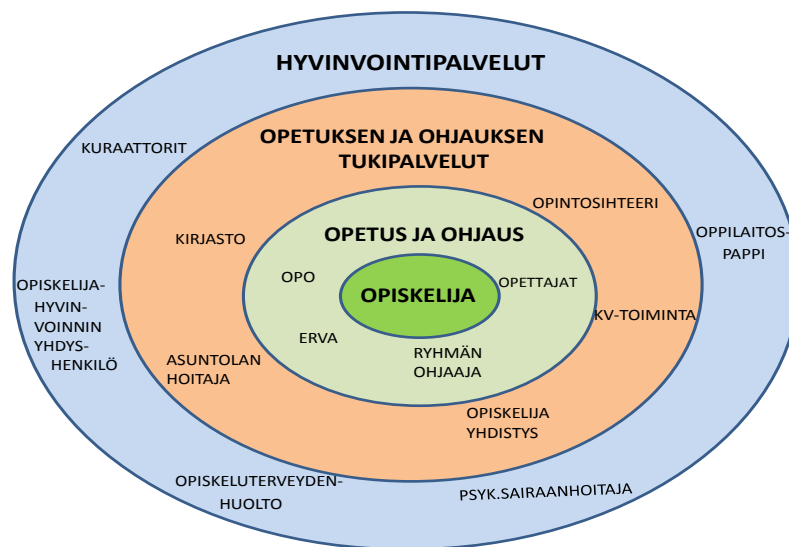 HYVINVOINTIPALVELUT
KURAATTORIT
OPETUKSEN JA OHJAUKSEN
TUKIPALVELUT
OPINTOSIHTEERI
KIRJASTO
OPETUS JA OHJAUS
OPPILAITOS-
PAPPI
OPO
OPISKELIJA
OPETTAJAT
OPISKELIJA-
HYVIN-
VOINNIN
YHDYS-
HENKILÖ
KV-TOIMINTA
ERVA
RYHMÄN
OHJAAJA
ASUNTOLAN
HOITAJA
OPISKELIJA
YHDISTYS
OPISKELUTERVEYDEN-
HUOLTO
PSYK.SAIRAANHOITAJA